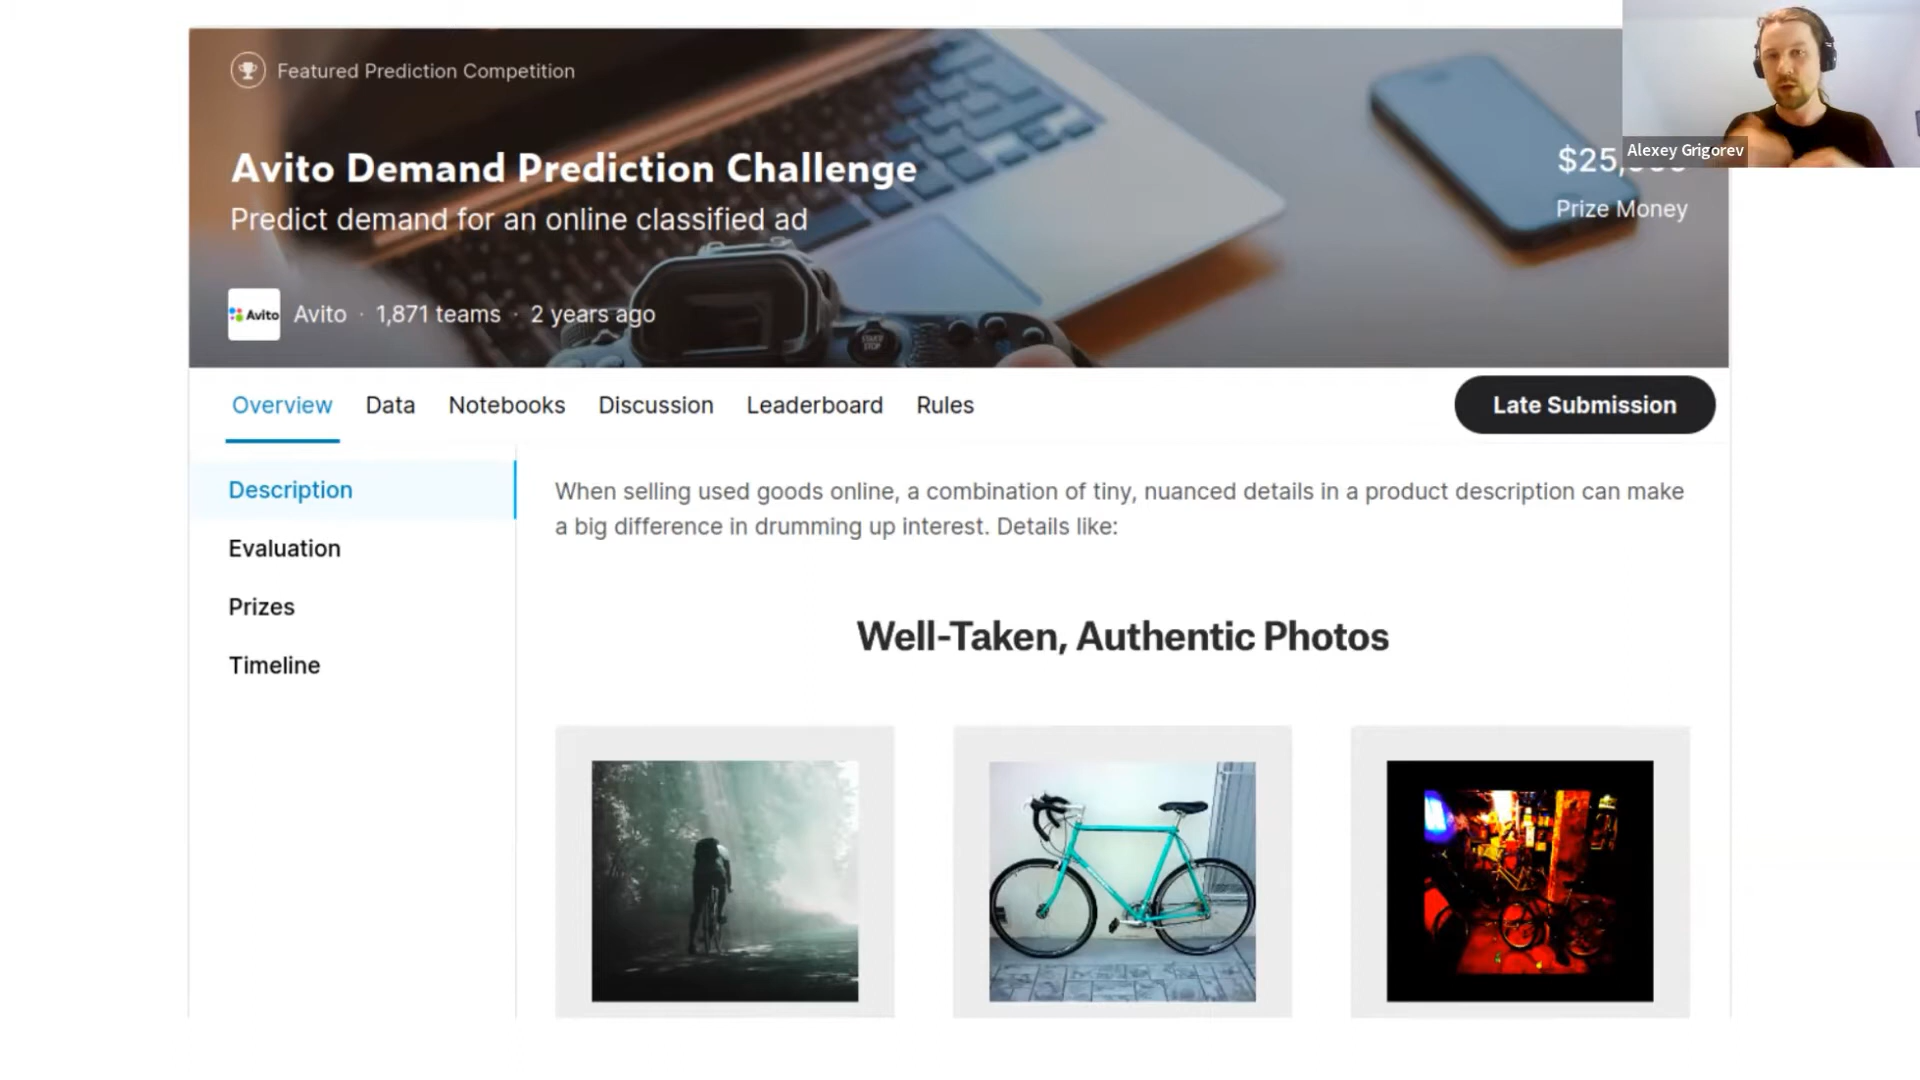 Featured Prediction Competition
Avito Demand Prediction Challenge
Predict demand for an online classified ad
$25,
Prize Money
Alexey Grigorev
Avito
Avito · 1,871 teams · 2 years ago
START
STOP
Overview
Data
Notebooks
Discussion
Leaderboard
Rules
Late Submission
Description
Evaluation
Prizes
Timeline
When selling used goods online, a combination of tiny, nuanced details in a product description can make
a big difference in drumming up interest. Details like:
Well-Taken, Authentic Photos